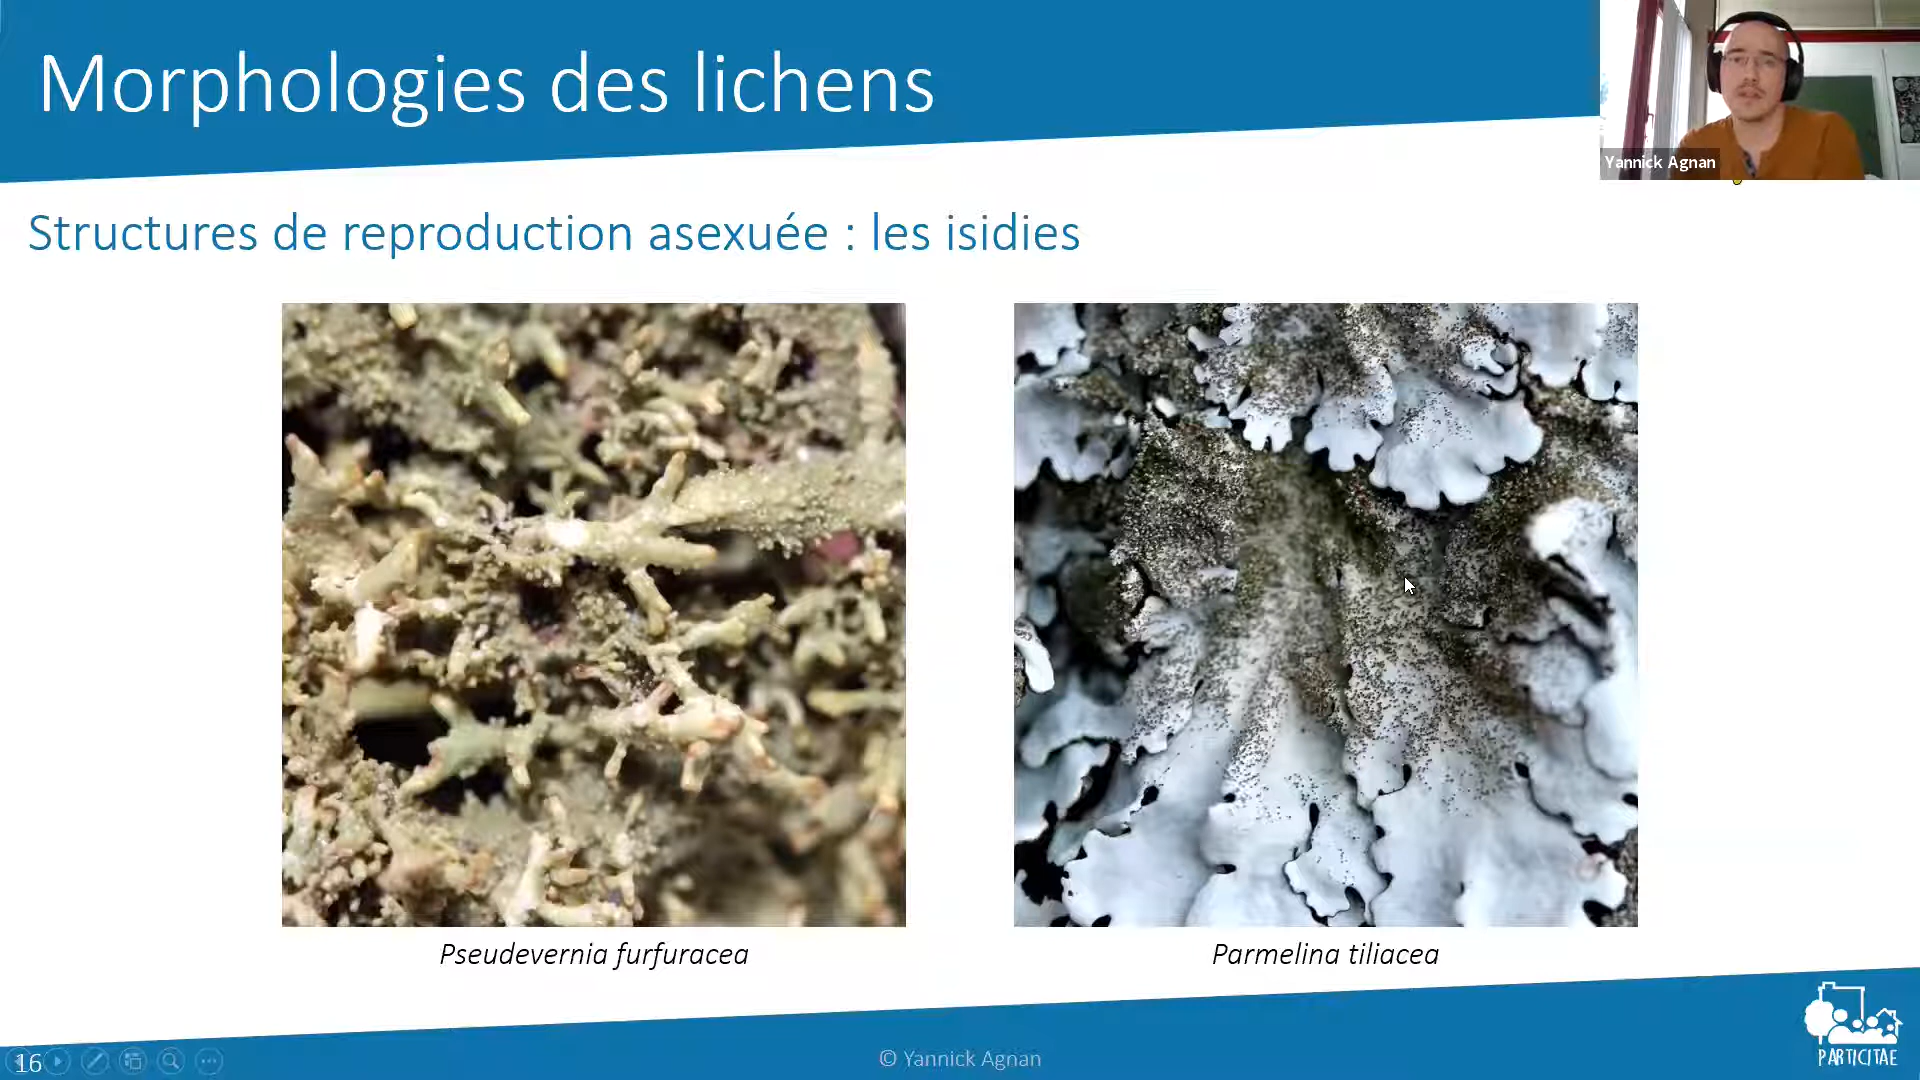 Morphologies des lichens
Yannick Agnan
Structures de reproduction asexuée : les isidies
Pseudevernia furfuracea
Parmelina tiliacea
PARTICITAE
16
© Yannick Agnan